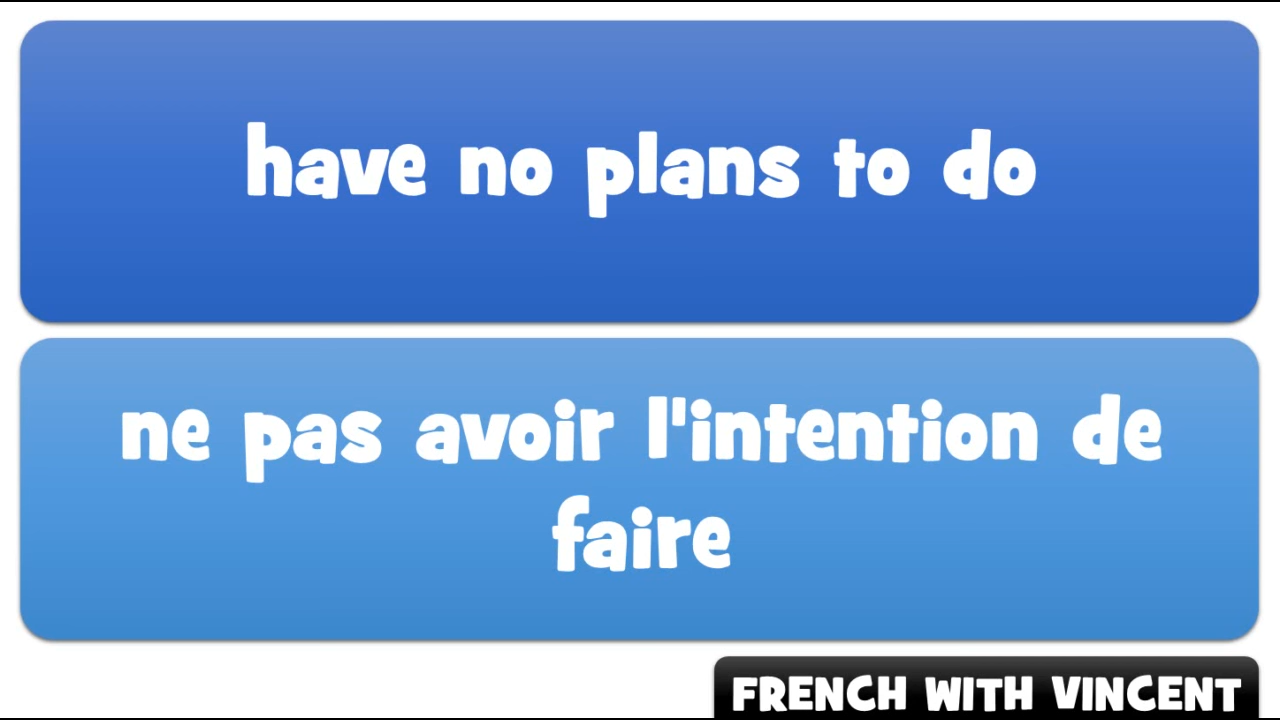 have no plans to do
ne pas avoir l'intention de
faire
FRENCH WITH VINCENT